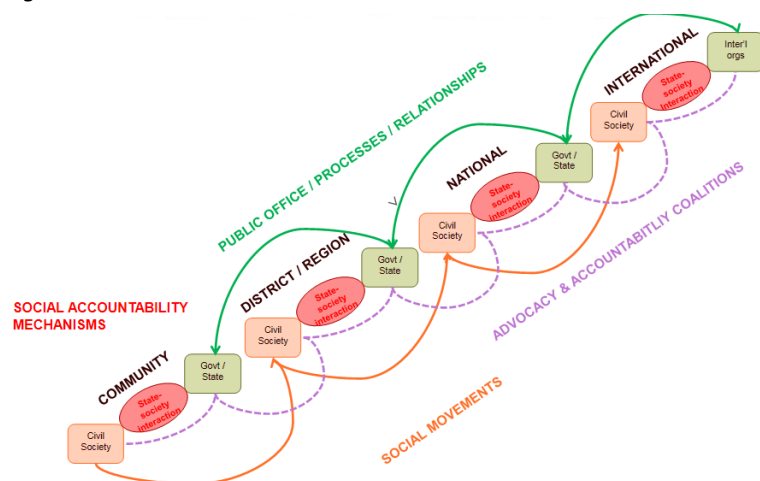 INTERNATIONAL
Inter'l
orgs
State-
society
interaction
Civil
Society
PUBLIC OFFICE / PROCESSES / RELATIONSHIPS
NATIONAL
Govt /
State
State-
society
interaction
Civil
Society
ADVOCACY & ACCOUNTABITLIY COALITIONS
DISTRICT / REGION
Govt /
State
State-
society
interaction
Civil
Society
SOCIAL ACCOUNTABILITY
MECHANISMS
COMMUNITY
Govt /
State
State-
society
interaction
Civil
Society
SOCIAL MOVEMENTS